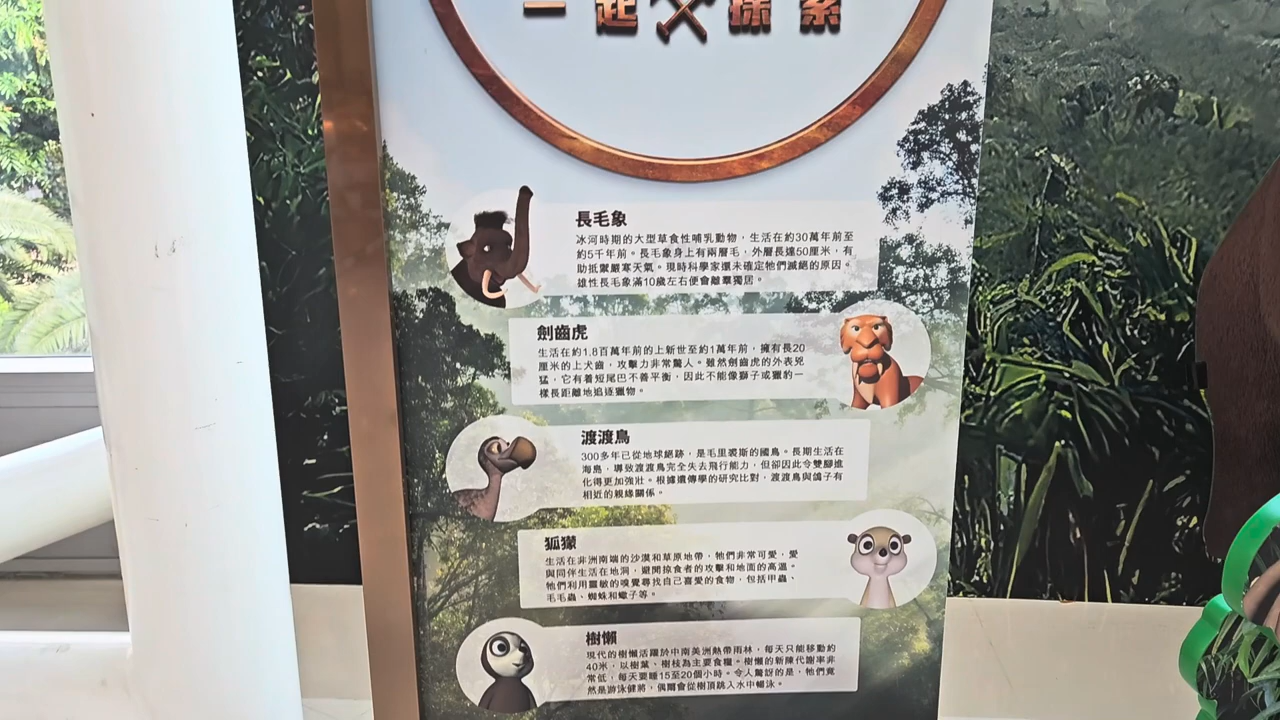 一起探索
長毛象
冰河時期的大型草食性哺乳動物，生活在約30萬年前至
約5千年前。長毛象身上有兩層毛，外層長達50厘米，有
助抵禦嚴寒天氣。現時科學家還未確定牠們滅絕的原因。
雄性長毛象滿10歲左右便會離羣獨居。
劍齒虎
生活在約1.8百萬年前的上新世至約1萬年前，擁有長20
厘米的上犬齒，攻擊力非常驚人。雖然劍齒虎的外表兇
猛，它有着短尾巴不善平衡，因此不能像獅子或獵豹一
樣長距離地追逐獵物。
渡渡鳥
300多年已從地球絕跡，是毛里裘斯的國鳥。長期生活在
海島，導致渡渡鳥完全失去飛行能力，但卻因此令雙腳進
化得更加強壯。根據遺傳學的研究比對，渡渡鳥與鴿子有
相近的親緣關係。
狐獴
生活在非洲南端的沙漠和草原地帶，牠們非常可愛，愛
與同伴生活在地洞，避開掠食者的攻擊和地面的高溫。
牠們利用靈敏的嗅覺尋找自己喜愛的食物，包括甲蟲、
毛毛蟲、蜘蛛和蠍子等。
樹懶
現代的樹懶活躍於中南美洲熱帶雨林，每天只能移動約
40米，以樹葉、樹枝為主要食糧。樹懶的新陳代謝率非
常低，每天要睡15至20個小時。令人驚訝的是，牠們竟
然是游泳健將，偶爾會從樹頂跳入水中暢泳。